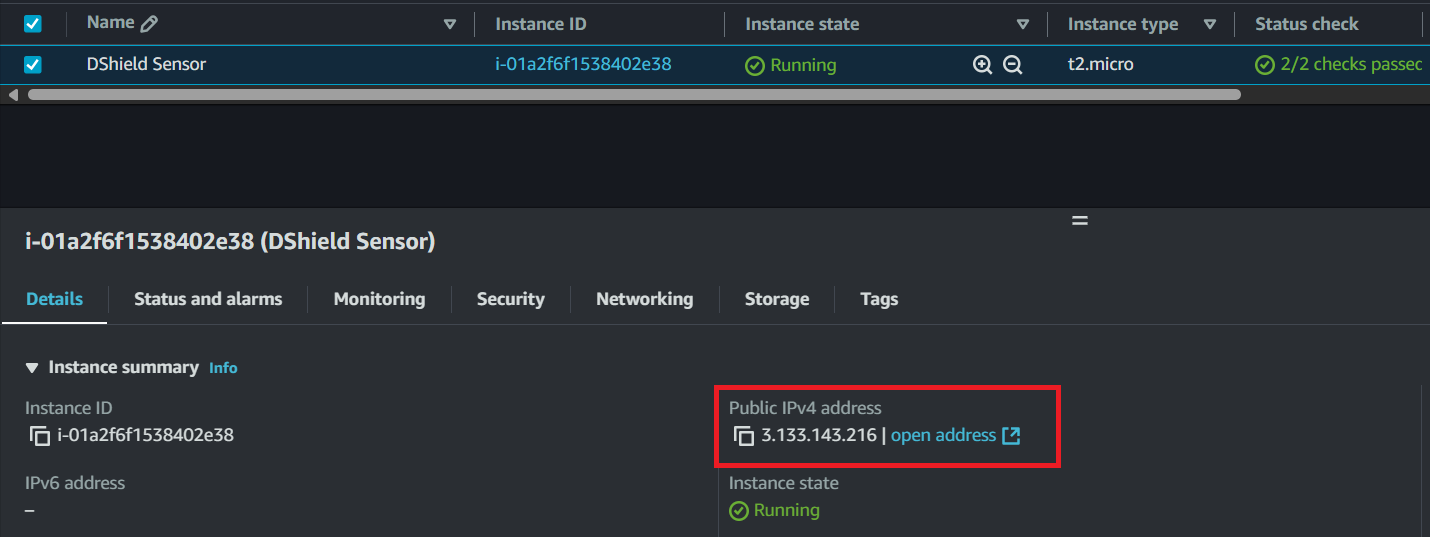 Name Instance ID Instance state Instance type Status check
DShield Sensor i-01a2f6f1538402e38 Running t2.micro 2/2 checks passec
i-01a2f6f1538402e38 (DShield Sensor)
Details Status and alarms Monitoring Security Networking Storage Tags
Instance summary Info
Instance ID Public IPv4 address
i-01a2f6f1538402e38 3.133.143.216 | open address
IPv6 address Instance state
– Running